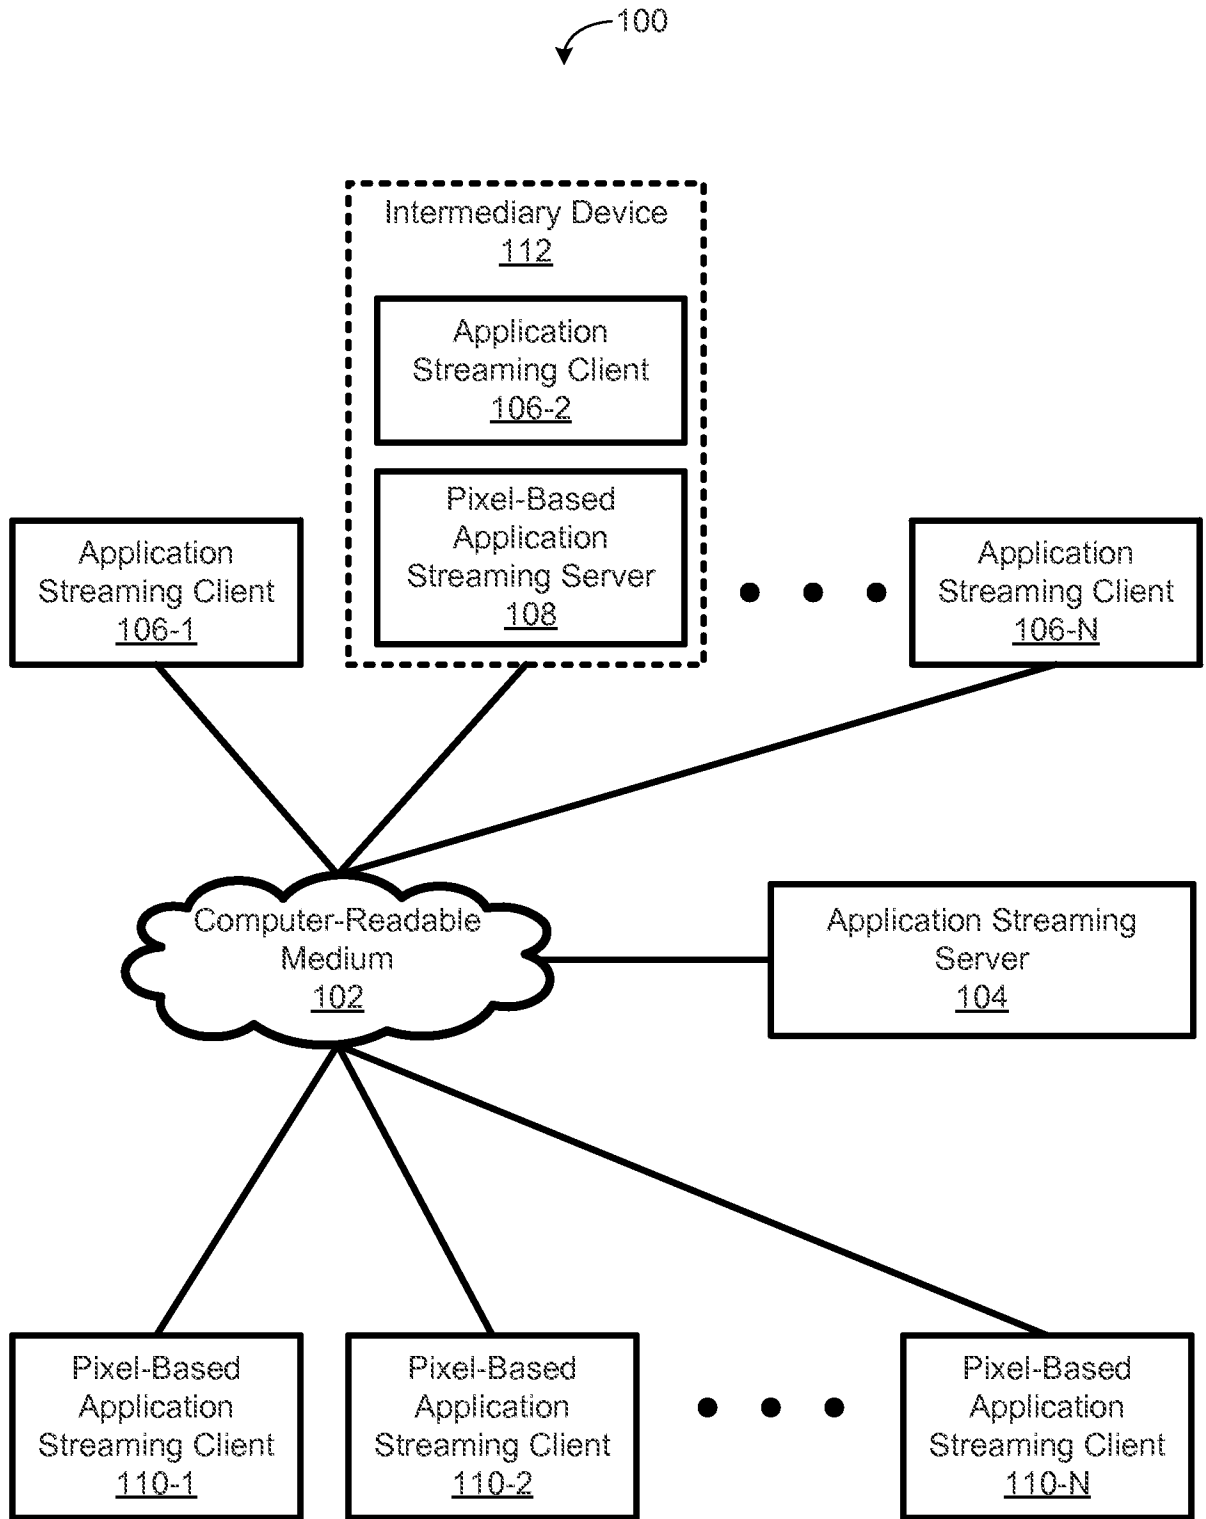 100
Intermediary Device
112
Application
Streaming Client
106-2
Pixel-Based
Application
Streaming Server
108
Application
Streaming Client
106-1
Application
Streaming Client
106-N
Computer-Readable
Medium
102
Application Streaming
Server
104
Pixel-Based
Application
Streaming Client
110-1
Pixel-Based
Application
Streaming Client
110-2
Pixel-Based
Application
Streaming Client
110-N